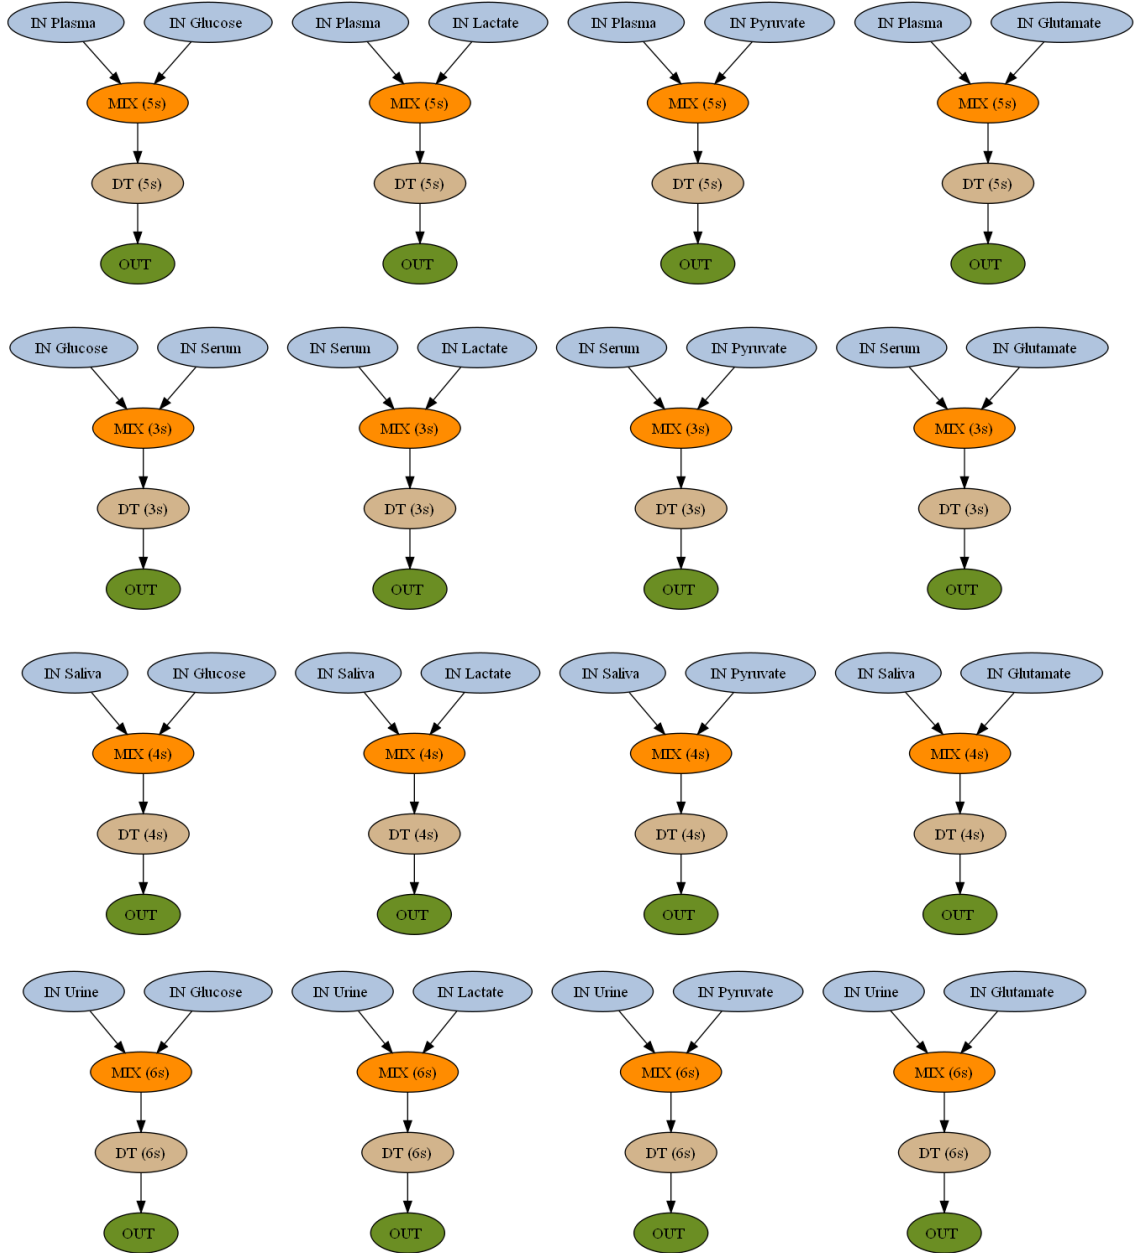 IN Plasma IN Glucose IN Plasma IN Lactate IN Plasma IN Pyruvate IN Plasma IN Glutamate
MIX (5s) MIX (5s) MIX (5s) MIX (5s)
DT (5s) DT (5s) DT (5s) DT (5s)
OUT OUT OUT OUT
IN Glucose IN Serum IN Serum IN Lactate IN Serum IN Pyruvate IN Serum IN Glutamate
MIX (3s) MIX (3s) MIX (3s) MIX (3s)
DT (3s) DT (3s) DT (3s) DT (3s)
OUT OUT OUT OUT
IN Saliva IN Glucose IN Saliva IN Lactate IN Saliva IN Pyruvate IN Saliva IN Glutamate
MIX (4s) MIX (4s) MIX (4s) MIX (4s)
DT (4s) DT (4s) DT (4s) DT (4s)
OUT OUT OUT OUT
IN Urine IN Glucose IN Urine IN Lactate IN Urine IN Pyruvate IN Urine IN Glutamate
MIX (6s) MIX (6s) MIX (6s) MIX (6s)
DT (6s) DT (6s) DT (6s) DT (6s)
OUT OUT OUT OUT